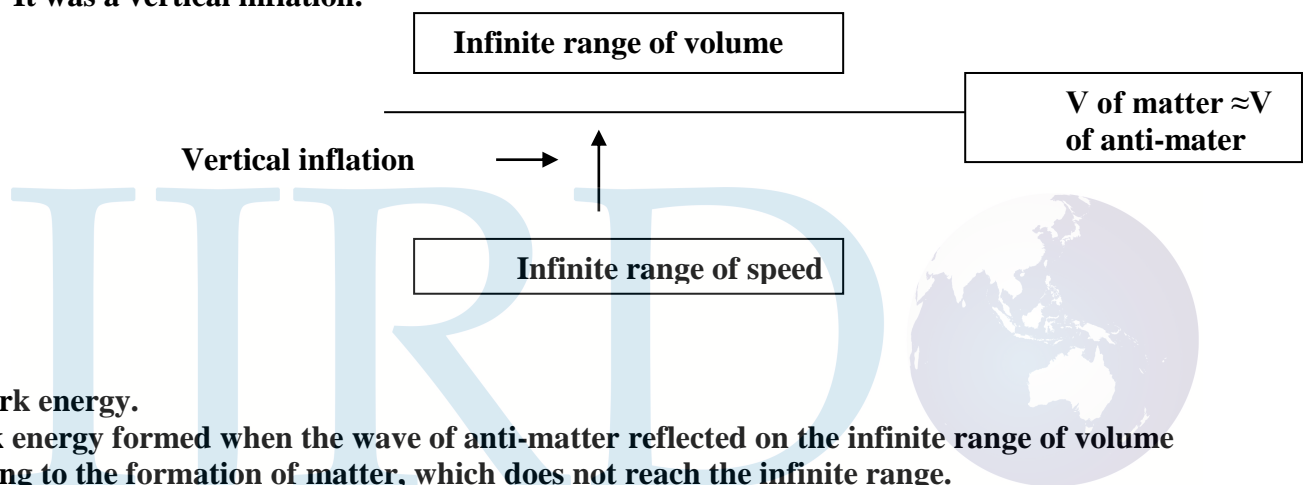 It was a vertical inflation.
Infinite range of volume
V of matter ≈V
of anti-mater
Vertical inflation
Infinite range of speed
IIRD
rk energy.
k energy formed when the wave of anti-matter reflected on the infinite range of volume
ng to the formation of matter, which does not reach the infinite range.